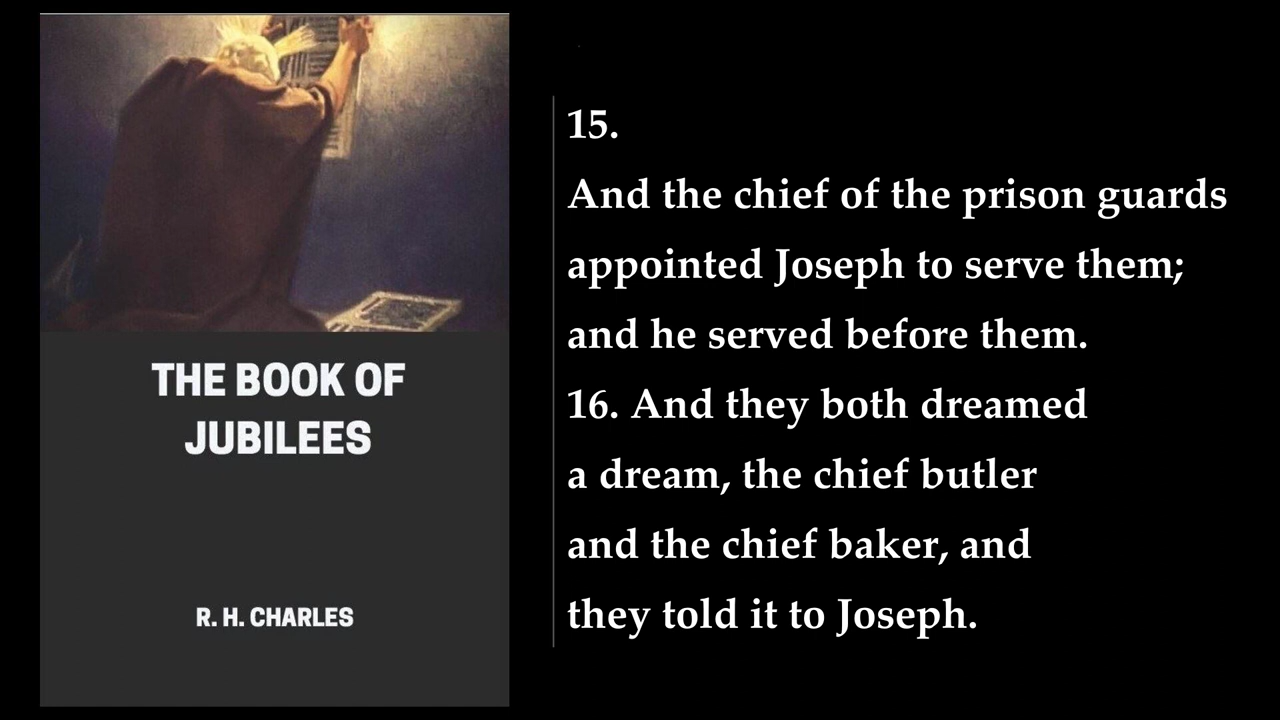 THE BOOK OF
JUBILEES
R. H. CHARLES
15.
And the chief of the prison guards
appointed Joseph to serve them;
and he served before them.
16. And they both dreamed
a dream, the chief butler
and the chief baker, and
they told it to Joseph.